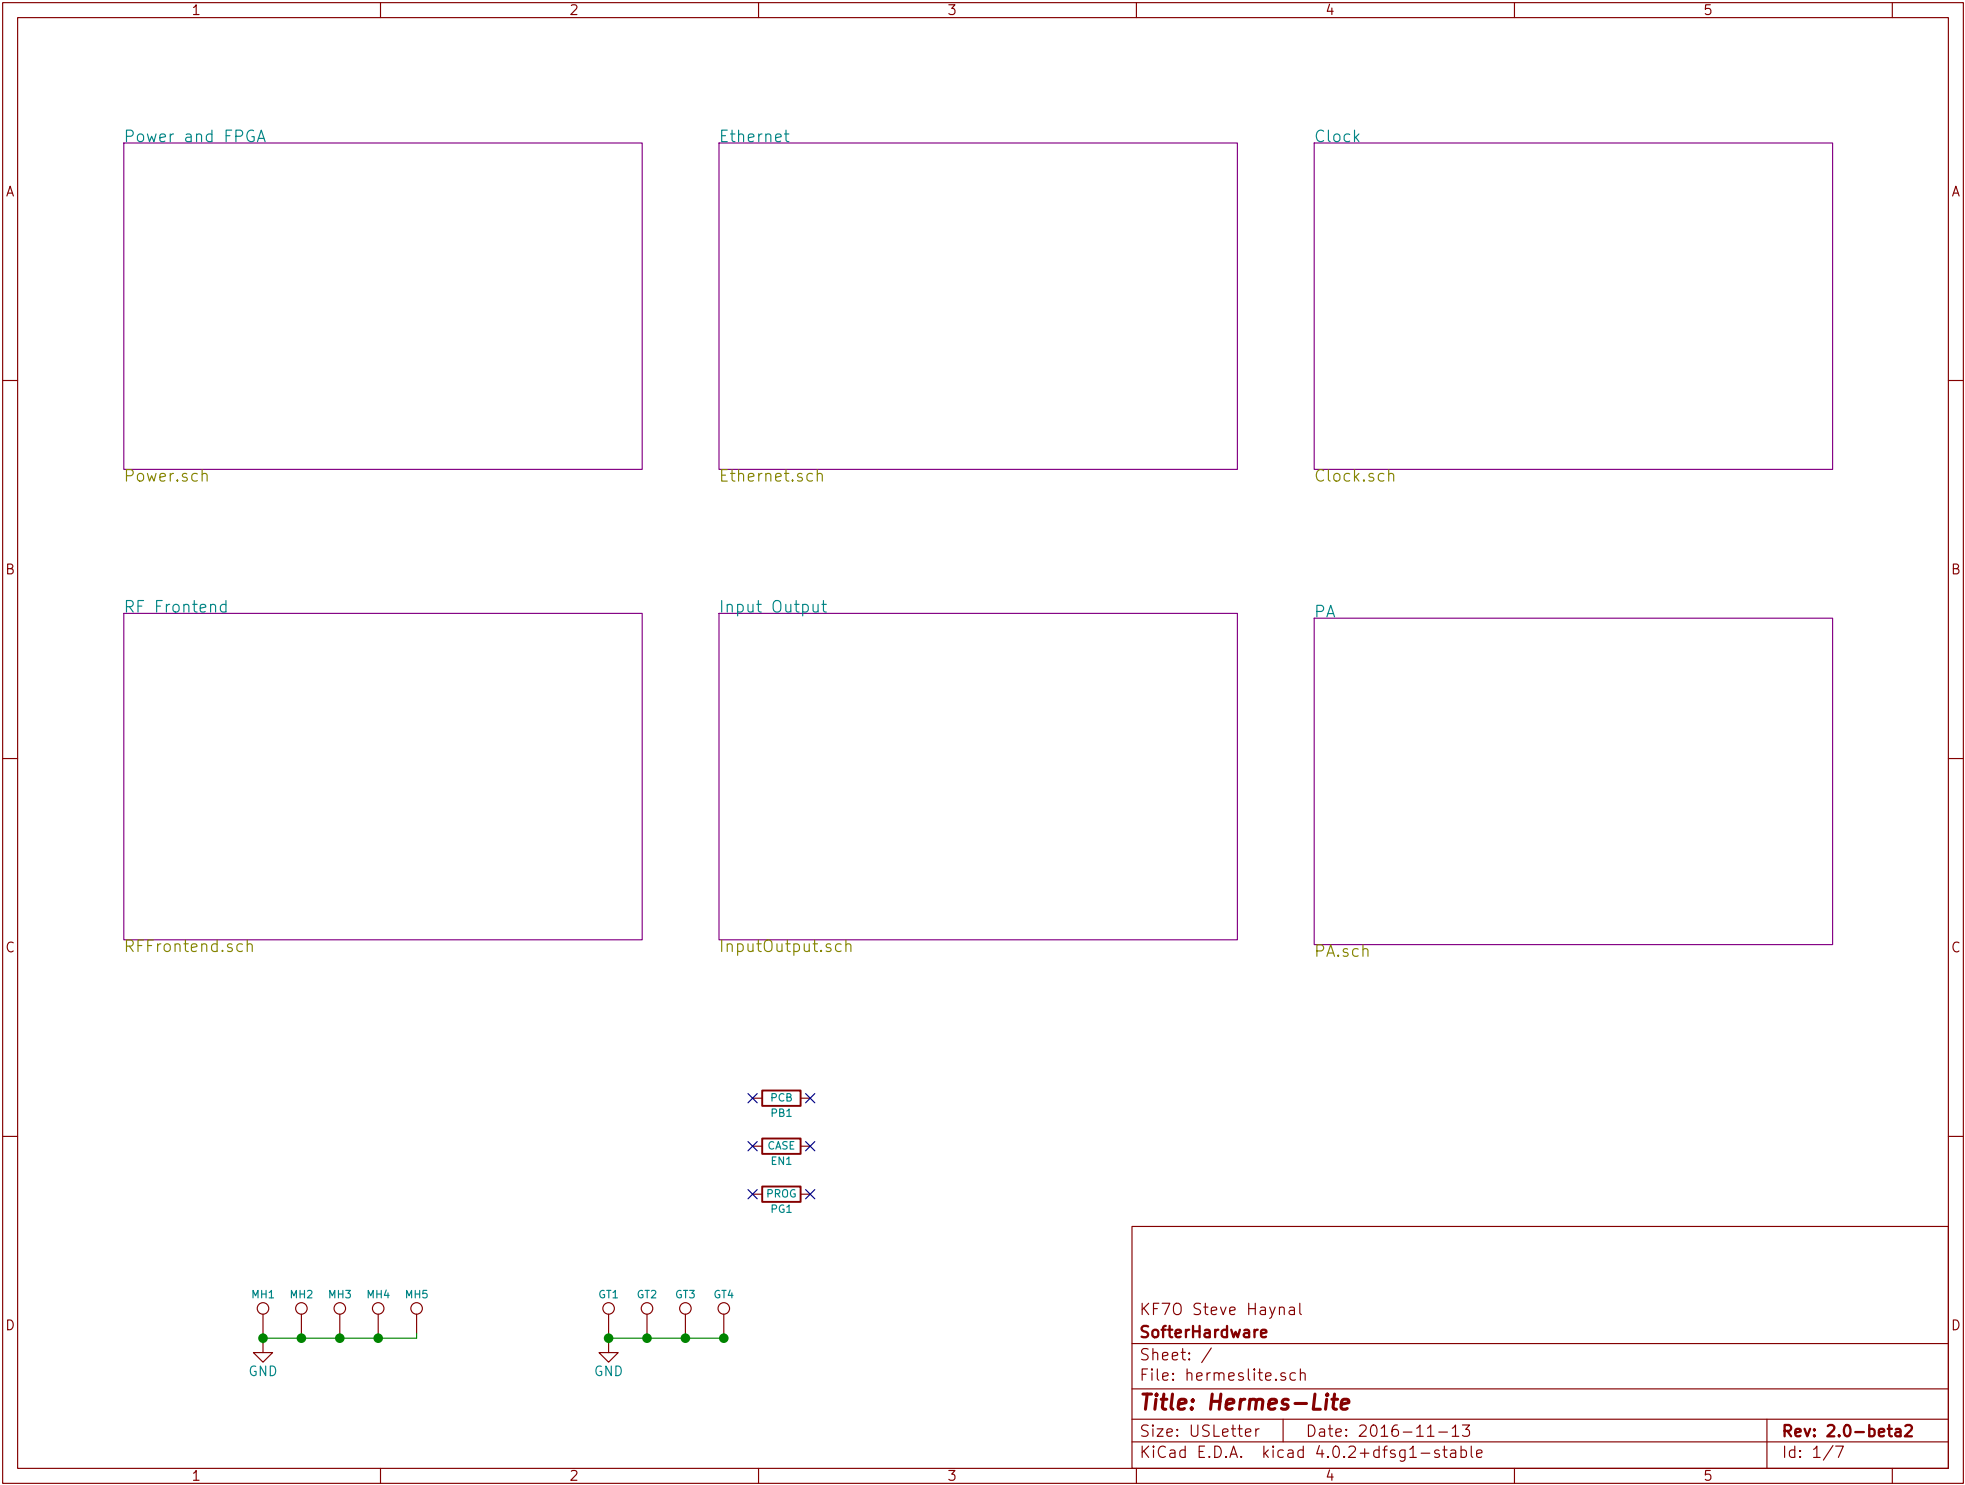 1 2 3 4 5
Power and FPGA Ethernet Clock
A A
Power.sch Ethernet.sch Clock.sch
B B
RF Frontend Input Output PA
C C
RFFrontend.sch InputOutput.sch PA.sch
PCB
PB1
CASE
EN1
PROG
PG1
MH1 MH2 MH3 MH4 MH5 GT1 GT2 GT3 GT4
GND GND
D D
KF7O Steve Haynal
SofterHardware
Sheet: /
File: hermeslite.sch
Title: Hermes-Lite
Size: USLetter Date: 2016-11-13 Rev: 2.0-beta2
KiCad E.D.A. kicad 4.0.2+dfsg1-stable Id: 1/7
1 2 3 4 5